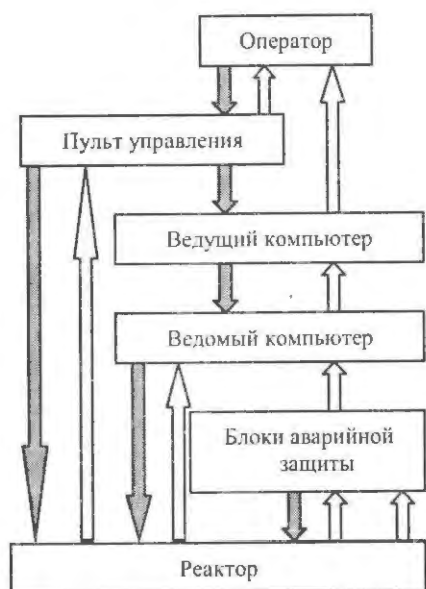 Оператор
Пульт управления
Ведущий компьютер
Ведомый компьютер
Блоки аварийной
защиты
Реактор